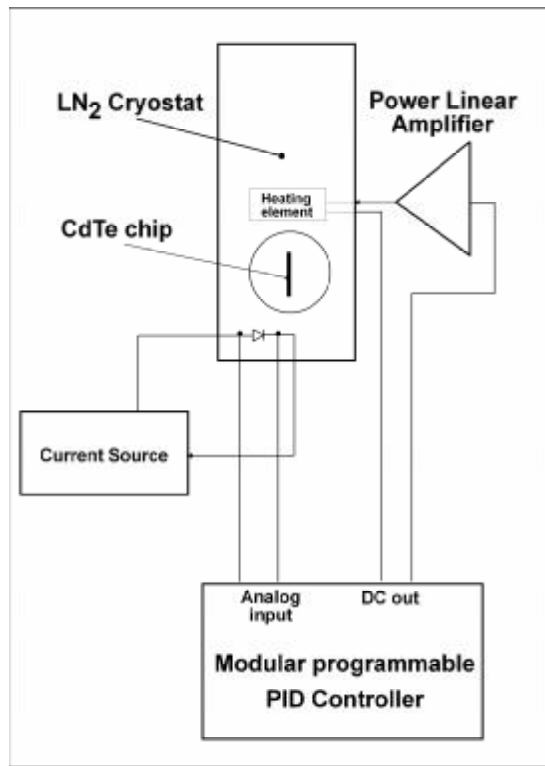 LN2 Cryostat
Power Linear
Amplifier
Heating
element
CdTe chip
Current Source
Analog
input
DC out
Modular programmable
PID Controller